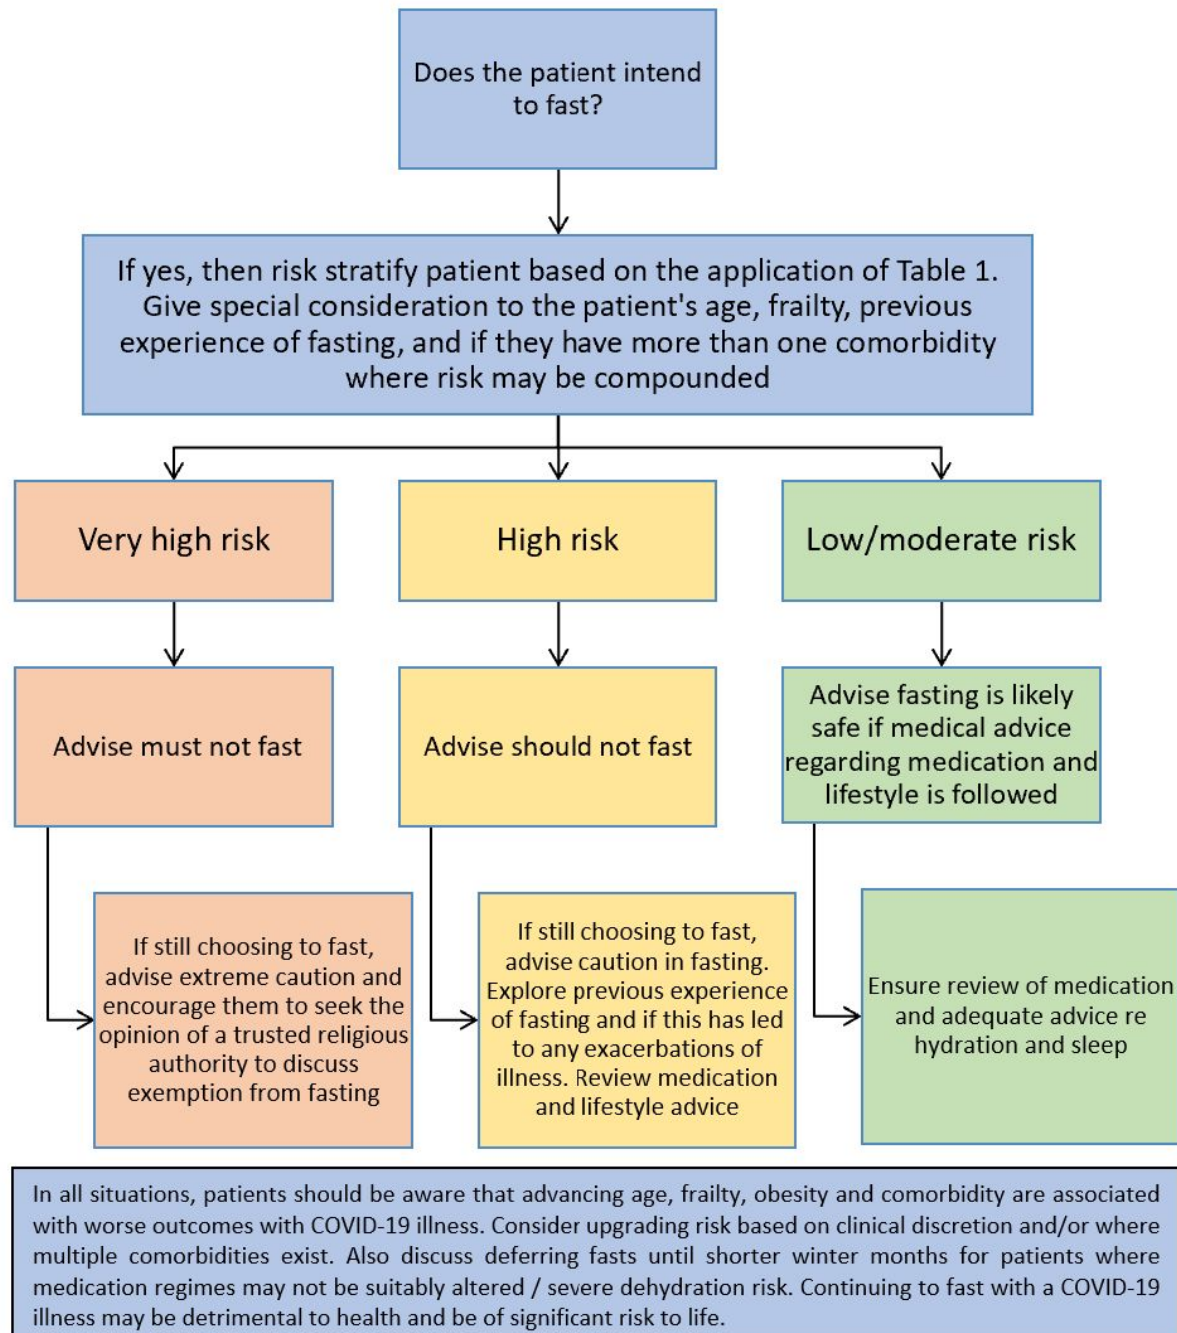 Does the patient intend
to fast?
If yes, then risk stratify patient based on the application of Table 1.
Give special consideration to the patient's age, frailty, previous
experience of fasting, and if they have more than one comorbidity
where risk may be compounded
Very high risk
High risk
Low/moderate risk
Advise must not fast
Advise should not fast
Advise fasting is likely
safe if medical advice
regarding medication and
lifestyle is followed
If still choosing to fast,
advise extreme caution and
encourage them to seek the
opinion of a trusted religious
authority to discuss
exemption from fasting
If still choosing to fast,
advise caution in fasting.
Explore previous experience
of fasting and if this has led
to any exacerbations of
illness. Review medication
and lifestyle advice
Ensure review of medication
and adequate advice re
hydration and sleep
In all situations, patients should be aware that advancing age, frailty, obesity and comorbidity are associated
with worse outcomes with COVID-19 illness. Consider upgrading risk based on clinical discretion and/or where
multiple comorbidities exist. Also discuss deferring fasts until shorter winter months for patients where
medication regimes may not be suitably altered / severe dehydration risk. Continuing to fast with a COVID-19
illness may be detrimental to health and be of significant risk to life.